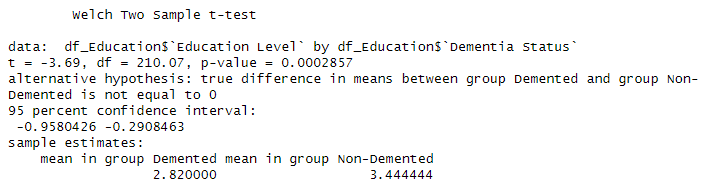 Welch Two Sample t-test
data: df_Education$`Education Level` by df_Education$`Dementia Status`
t = -3.69, df = 210.07, p-value = 0.0002857
alternative hypothesis: true difference in means between group Demented and group Non-
Demented is not equal to 0
95 percent confidence interval:
-0.9580426 -0.2908463
sample estimates:
mean in group Demented mean in group Non-Demented
2.820000 3.444444